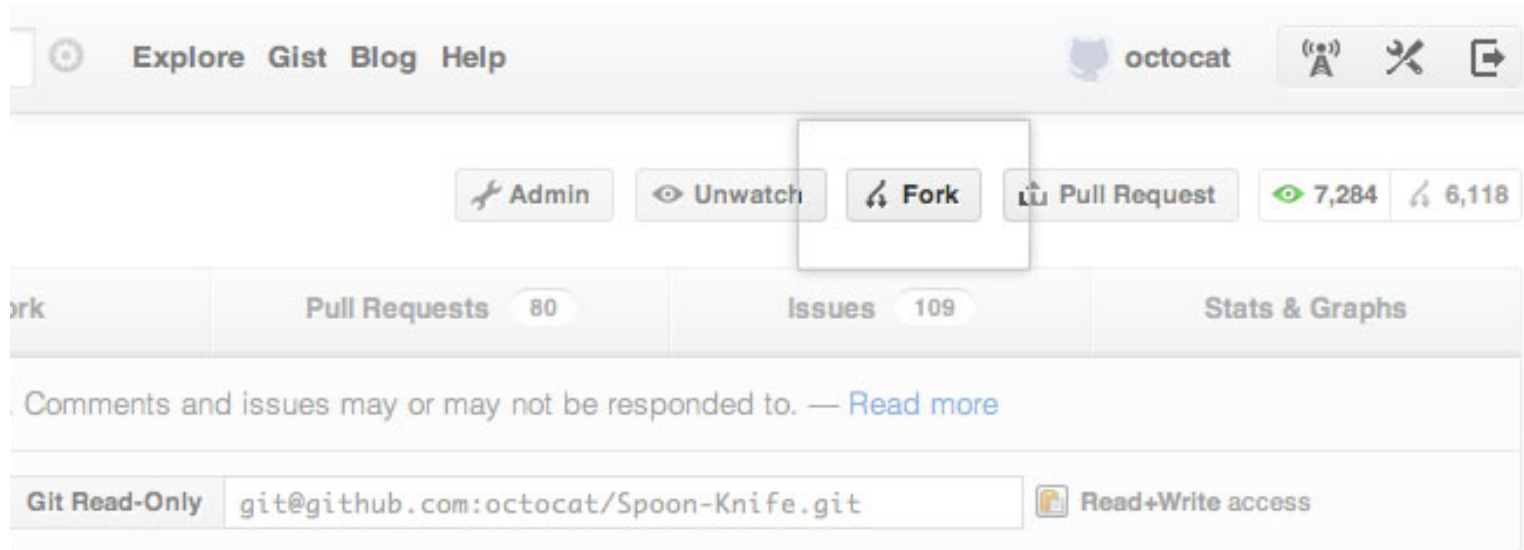 Explore Gist Blog Help octocat
Admin Unwatch Fork Pull Request 7,284 6,118
Pull Requests 80 Issues 109 Stats & Graphs
. Comments and issues may or may not be responded to. — Read more
Git Read-Only git@github.com:octocat/Spoon-Knife.git Read+Write access